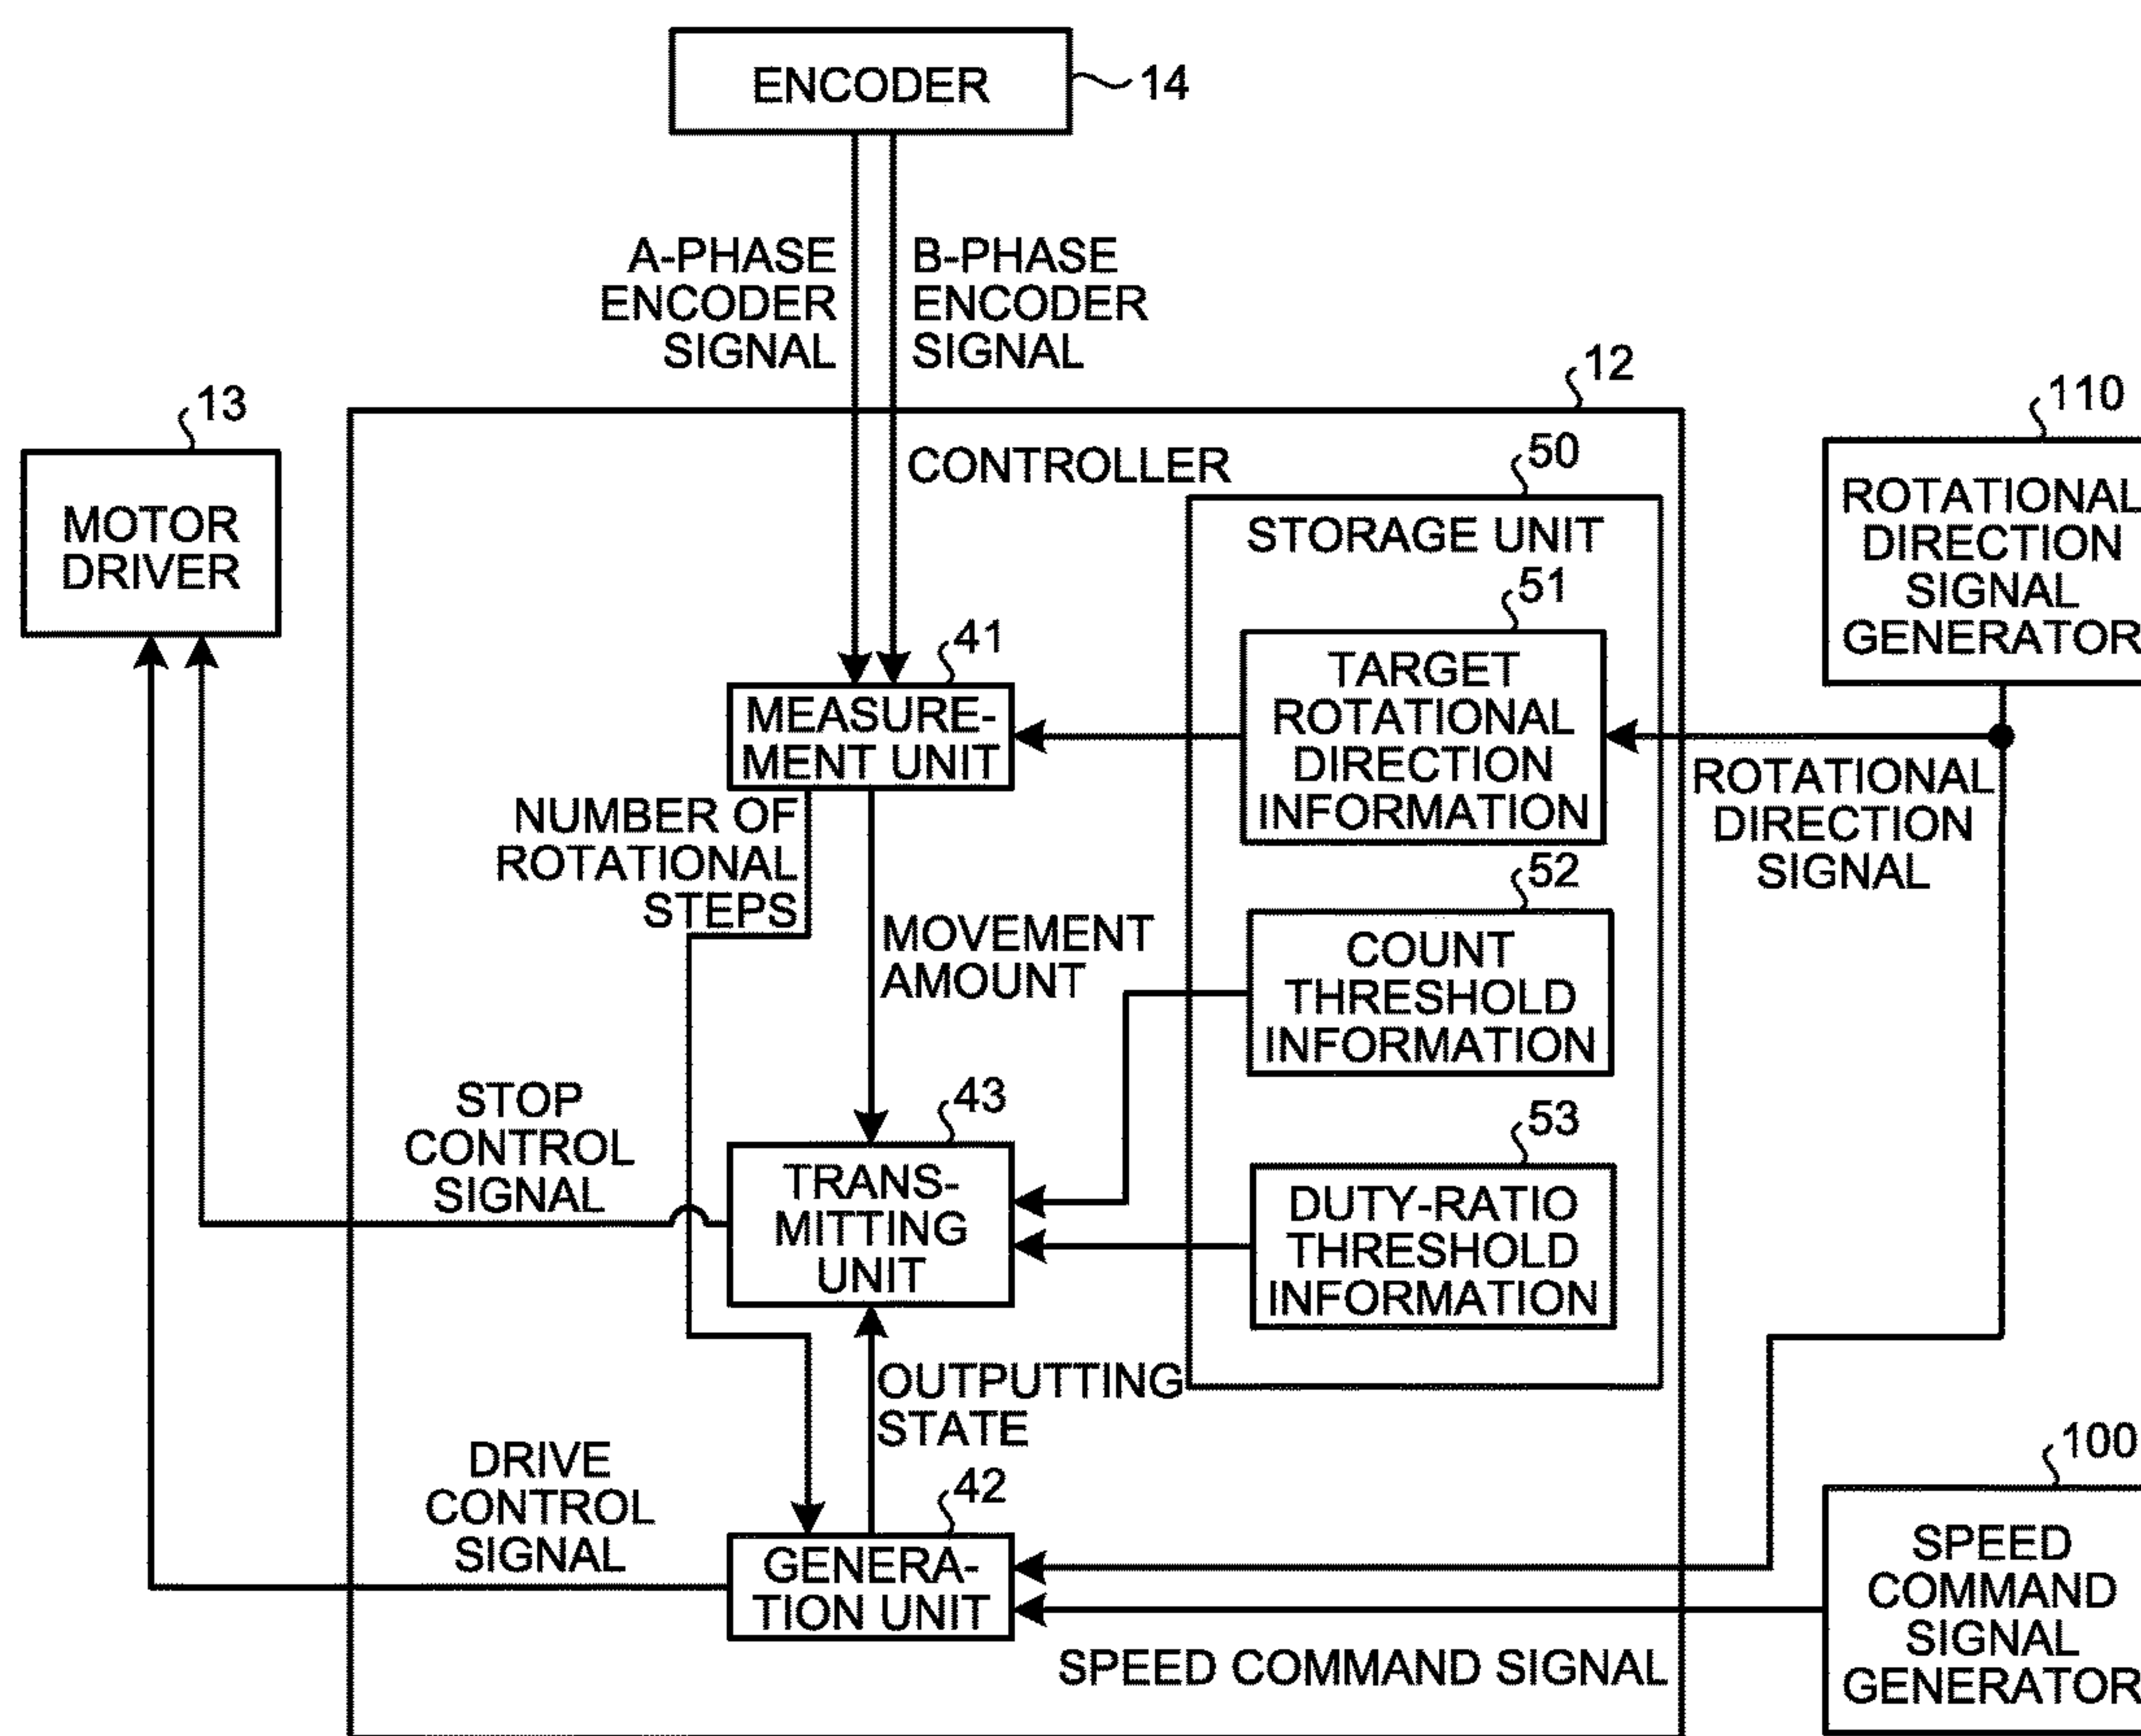 ENCODER
14
A-PHASE
ENCODER
SIGNAL
B-PHASE
ENCODER
SIGNAL
12
13
110
CONTROLLER
50
MOTOR
DRIVER
STORAGE UNIT
ROTATIONAL
DIRECTION
SIGNAL
GENERATOR
51
41
TARGET
ROTATIONAL
DIRECTION
INFORMATION
MEASURE-
MENT UNIT
ROTATIONAL
DIRECTION
SIGNAL
NUMBER OF
ROTATIONAL
STEPS
52
MOVEMENT
AMOUNT
COUNT
THRESHOLD
INFORMATION
STOP
CONTROL
SIGNAL
43
53
TRANS-
MITTING
UNIT
DUTY-RATIO
THRESHOLD
INFORMATION
OUTPUTTING
STATE
DRIVE
CONTROL
SIGNAL
42
100
GENERA-
TION UNIT
SPEED
COMMAND
SIGNAL
GENERATOR
SPEED COMMAND SIGNAL